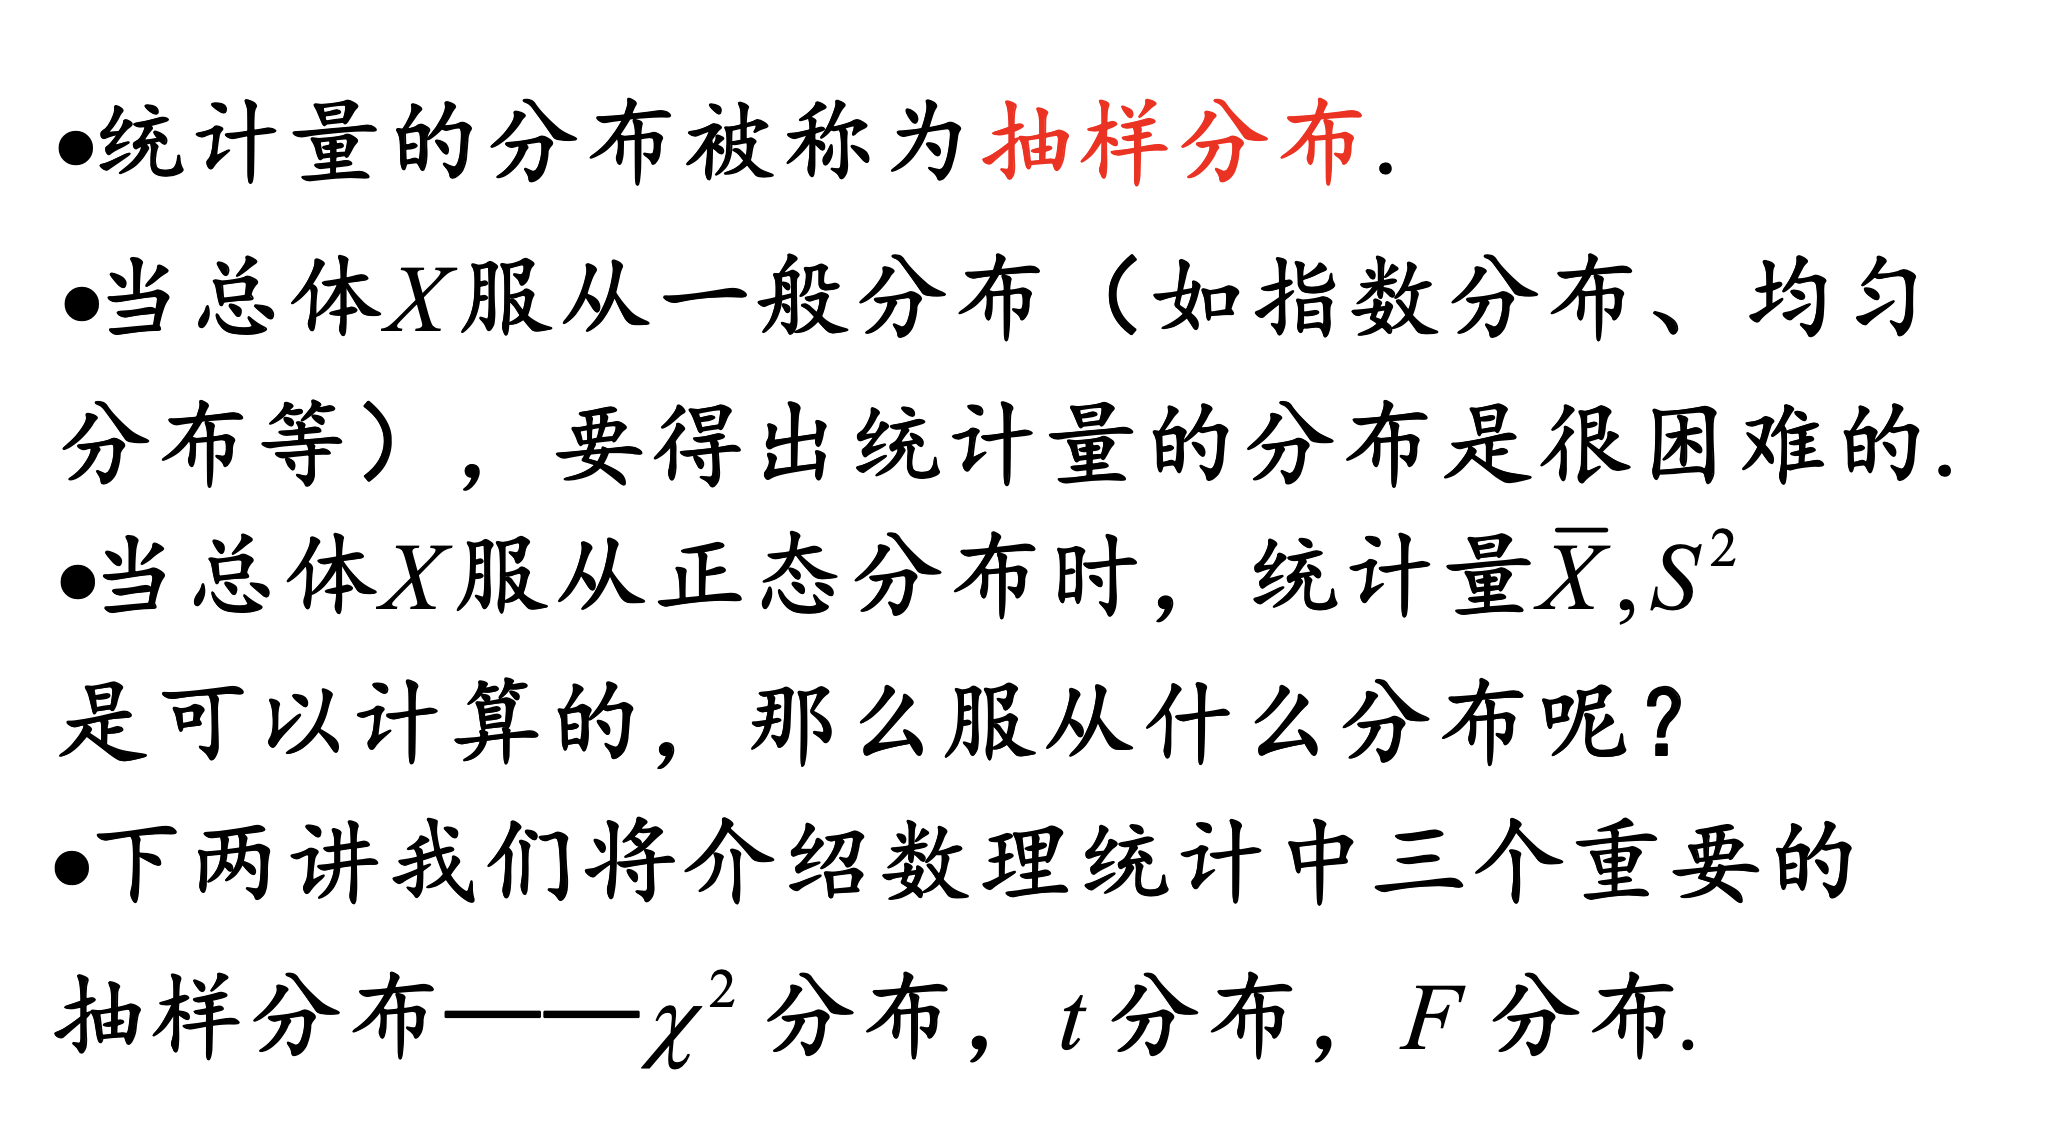 •统计量的分布被称为抽样分布.
•当总体X服从一般分布（如指数分布、均匀
分布等），要得出统计量的分布是很困难的.
•当总体X服从正态分布时，统计量X̅,S²
是可以计算的，那么服从什么分布呢？
•下两讲我们将介绍数理统计中三个重要的
抽样分布——χ² 分布，t 分布，F 分布.